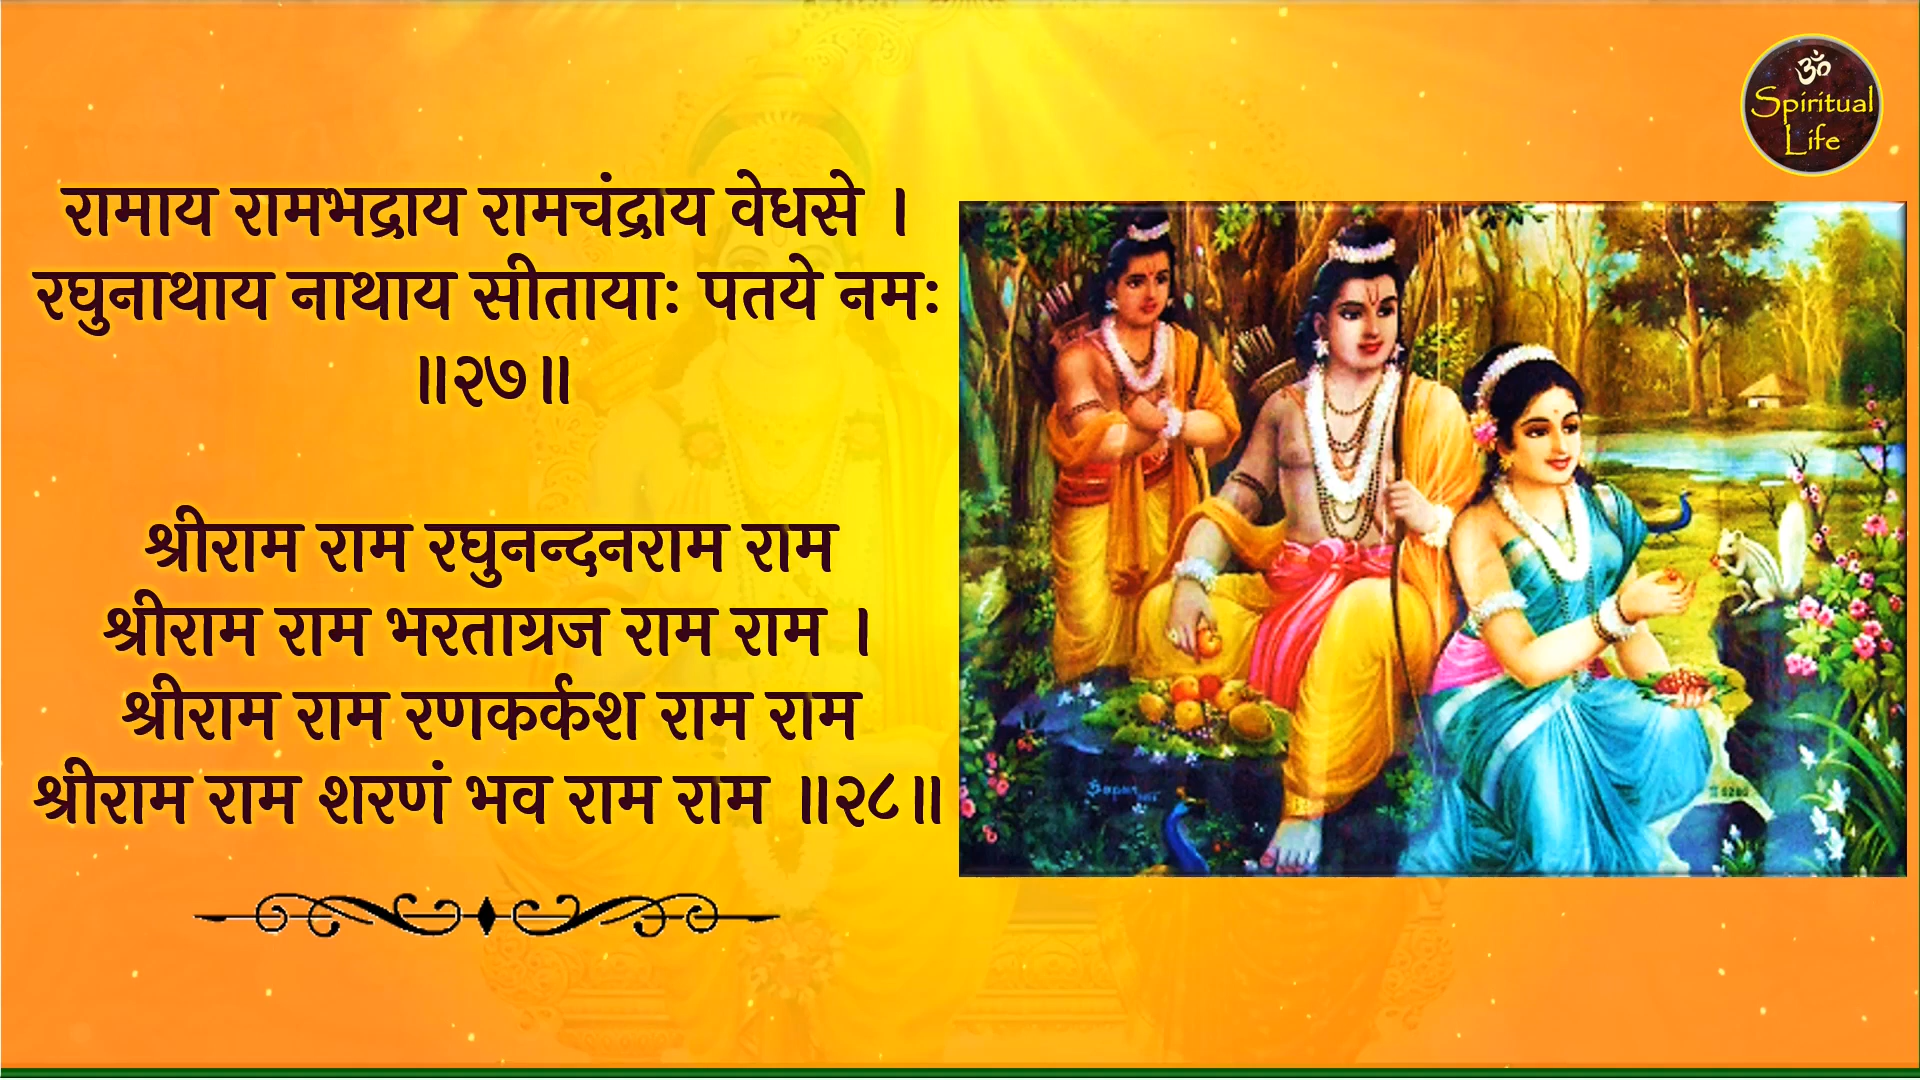 रामाय रामभद्राय रामचंद्राय वेधसे ।
रघुनाथाय नाथाय सीतायाः पतये नमः
॥२७॥
श्रीराम राम रघुनन्दनराम राम
श्रीराम राम भरताग्रज राम राम ।
श्रीराम राम रणकर्कश राम राम
श्रीराम राम शरणं भव राम राम ॥२८॥
ॐ
Spiritual
Life